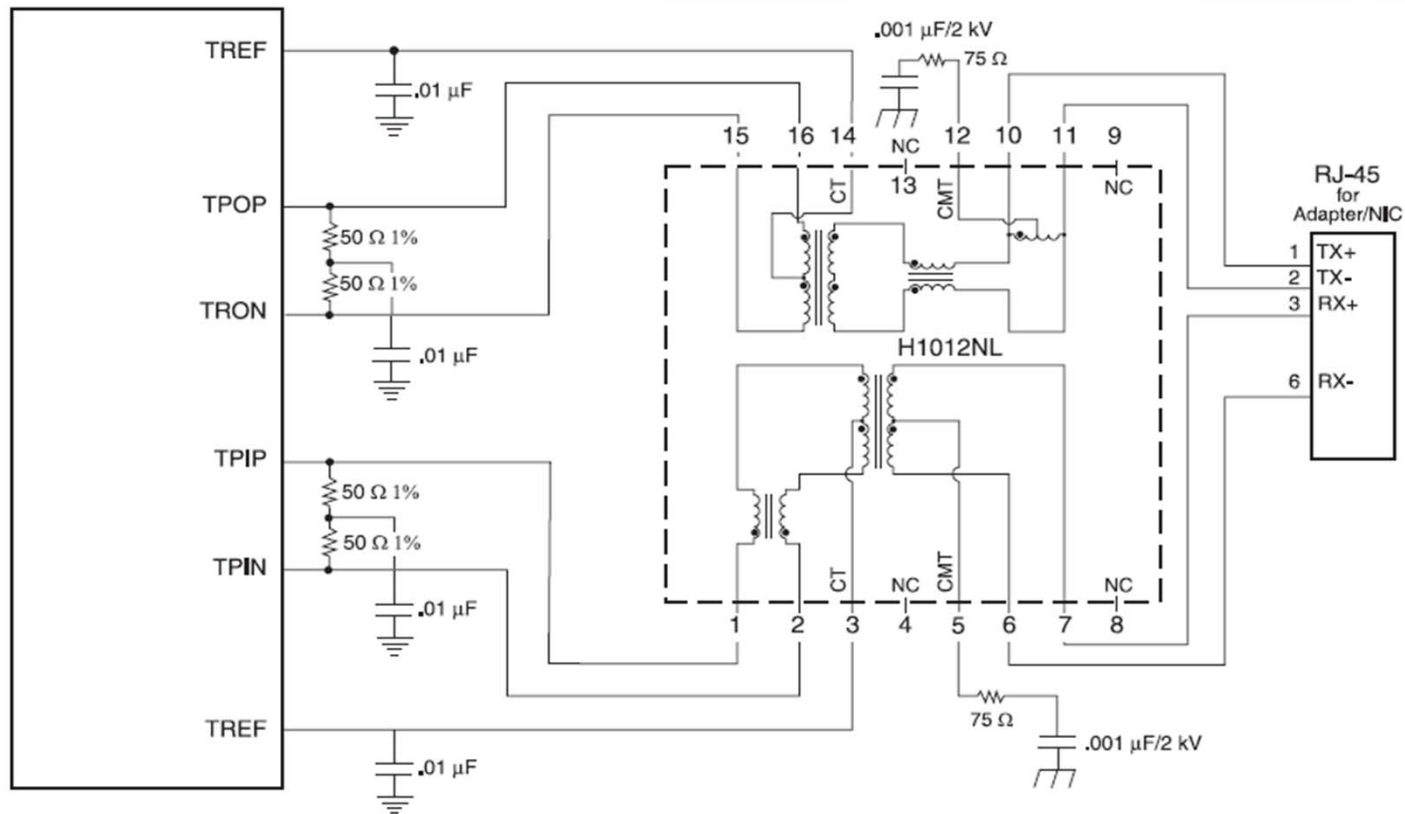 TREF
.01 µF
.001 µF/2 kV
75 Ω
15
16
14
NC
13
12
10
11
9
NC
CT
CMT
RJ-45
for
Adapter/NIC
TPOP
50 Ω 1%
50 Ω 1%
TRON
.01 µF
1 TX+
2 TX-
3 RX+
6 RX-
H1012NL
TPIP
50 Ω 1%
50 Ω 1%
TPIN
.01 µF
CT
NC
CMT
NC
1
2
3
4
5
6
7
8
75 Ω
.001 µF/2 kV
TREF
.01 µF